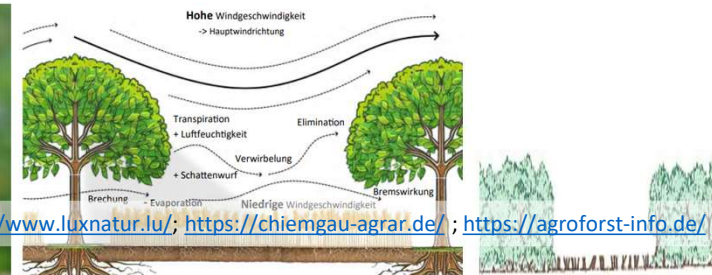 Hohe Windgeschwindigkeit
-> Hauptwindrichtung
Transpiration
+ Luftfeuchtigkeit
Elimination
Verwirbelung
+ Schattenwurf
Bremswirkung
Brechung
- Evaporation
Niedrige Windgeschwindigkeit
/www.luxnatur.lu/; https://chiemgau-agrar.de/ ; https://agroforst-info.de/